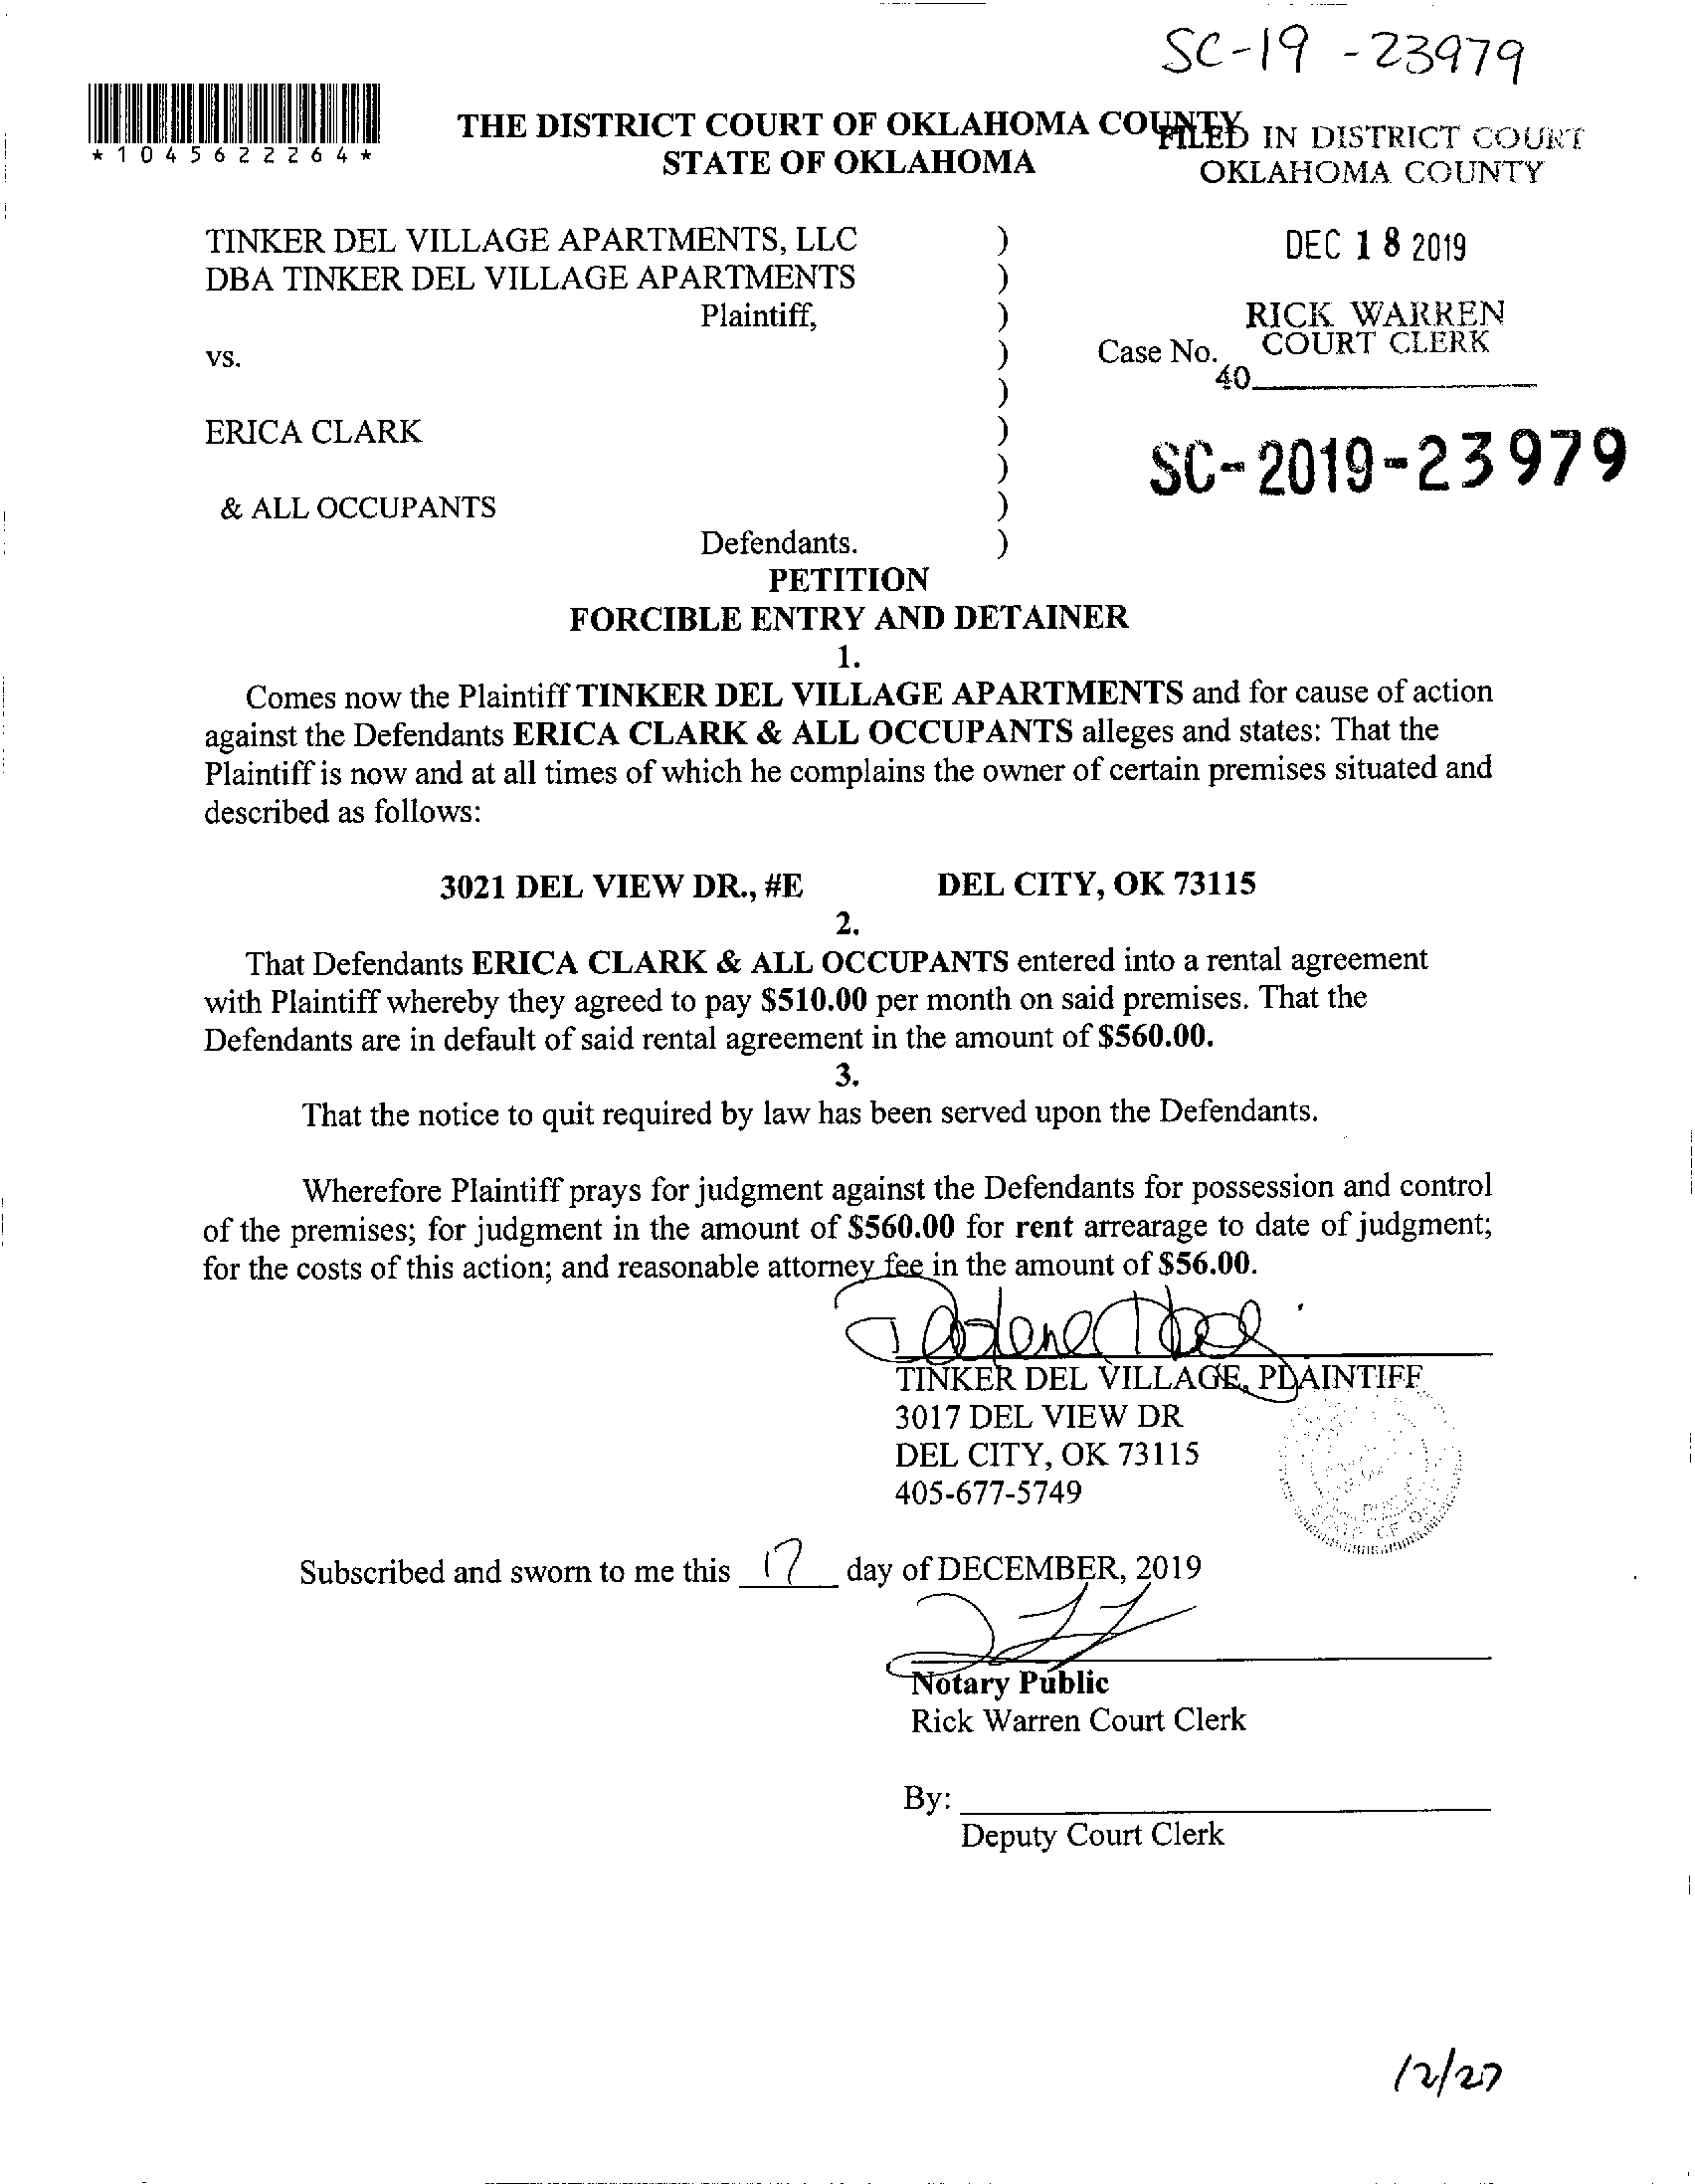 SC-19 -23979
*1045622264*
THE DISTRICT COURT OF OKLAHOMA COUNTY
FILED IN DISTRICT COURT
STATE OF OKLAHOMA
OKLAHOMA COUNTY
TINKER DEL VILLAGE APARTMENTS, LLC )
DEC 18 2019
DBA TINKER DEL VILLAGE APARTMENTS )
Plaintiff, )
RICK WARREN
COURT CLERK
vs. ) Case No.
40
)
ERICA CLARK )
SC-2019-23979
)
& ALL OCCUPANTS )
Defendants. )
PETITION
FORCIBLE ENTRY AND DETAINER
1.
Comes now the Plaintiff TINKER DEL VILLAGE APARTMENTS and for cause of action
against the Defendants ERICA CLARK & ALL OCCUPANTS alleges and states: That the
Plaintiff is now and at all times of which he complains the owner of certain premises situated and
described as follows:
3021 DEL VIEW DR., #E DEL CITY, OK 73115
2.
That Defendants ERICA CLARK & ALL OCCUPANTS entered into a rental agreement
with Plaintiff whereby they agreed to pay $510.00 per month on said premises. That the
Defendants are in default of said rental agreement in the amount of $560.00.
3.
That the notice to quit required by law has been served upon the Defendants.
Wherefore Plaintiff prays for judgment against the Defendants for possession and control
of the premises; for judgment in the amount of $560.00 for rent arrearage to date of judgment;
for the costs of this action; and reasonable attorney fee in the amount of $56.00.
TINKER DEL VILLAGE, PLAINTIFF
3017 DEL VIEW DR
DEL CITY, OK 73115
405-677-5749
Subscribed and sworn to me this 17 day of DECEMBER, 2019
Notary Public
Rick Warren Court Clerk
By:
Deputy Court Clerk
12/27